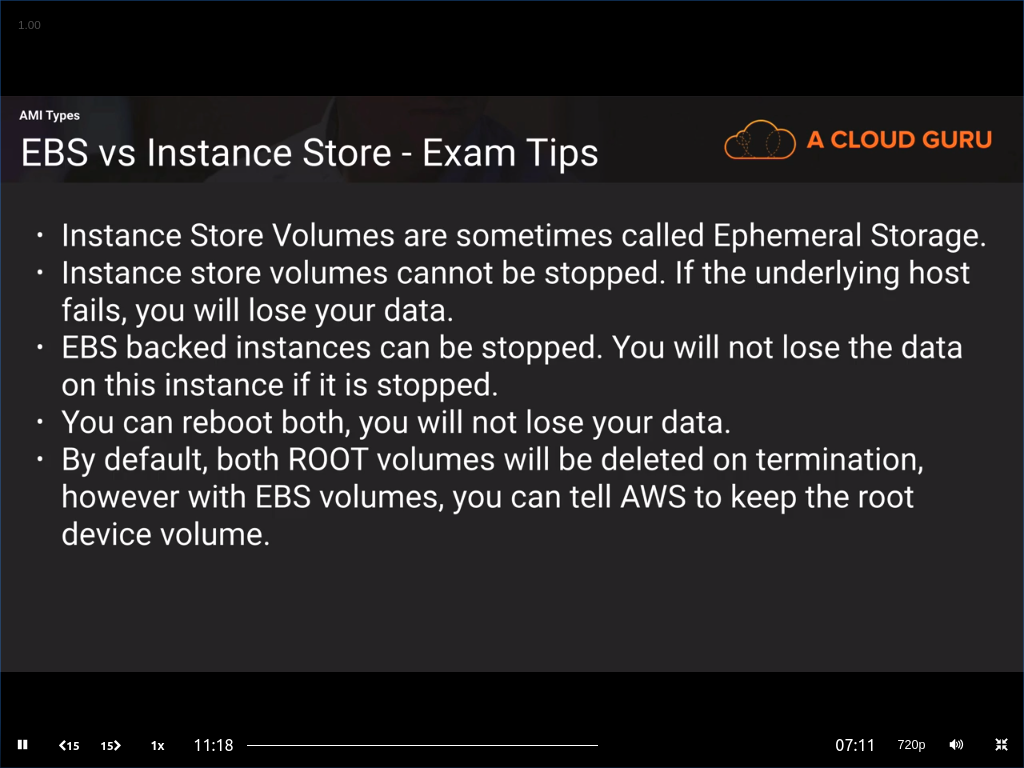 1.00
AMI Types
EBS vs Instance Store - Exam Tips
A CLOUD GURU
• Instance Store Volumes are sometimes called Ephemeral Storage.
• Instance store volumes cannot be stopped. If the underlying host
fails, you will lose your data.
• EBS backed instances can be stopped. You will not lose the data
on this instance if it is stopped.
• You can reboot both, you will not lose your data.
• By default, both ROOT volumes will be deleted on termination,
however with EBS volumes, you can tell AWS to keep the root
device volume.
15 15 1x 11:18 07:11 720p